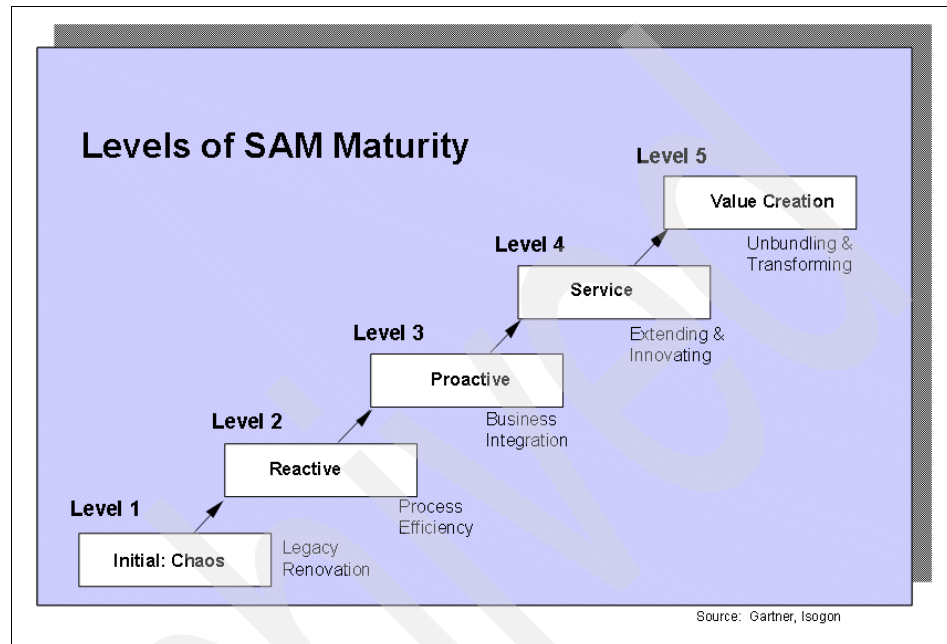 Levels of SAM Maturity
Level 5
Value Creation
Unbundling &
Transforming
Level 4
Service
Extending &
Innovating
Level 3
Proactive
Business
Integration
Level 2
Reactive
Process
Efficiency
Level 1
Initial: Chaos
Legacy
Renovation
Source: Gartner, Isogon